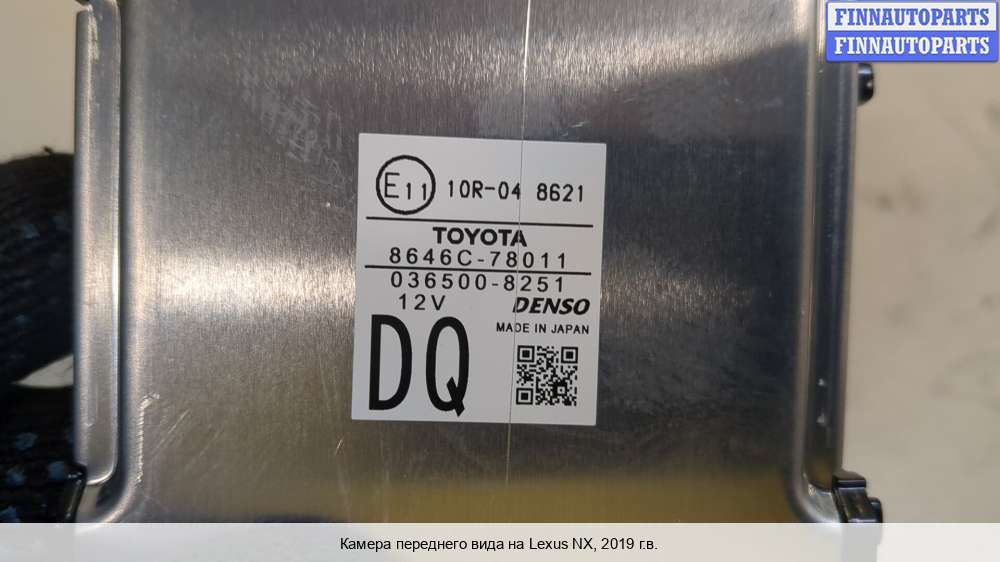 FINNAUTOPARTS
FINNAUTOPARTS
E11 10R-04 8621
TOYOTA
8646C-78011
036500-8251
12V DENSO
MADE IN JAPAN
DQ
Камера переднего вида на Lexus NX, 2019 г.в.